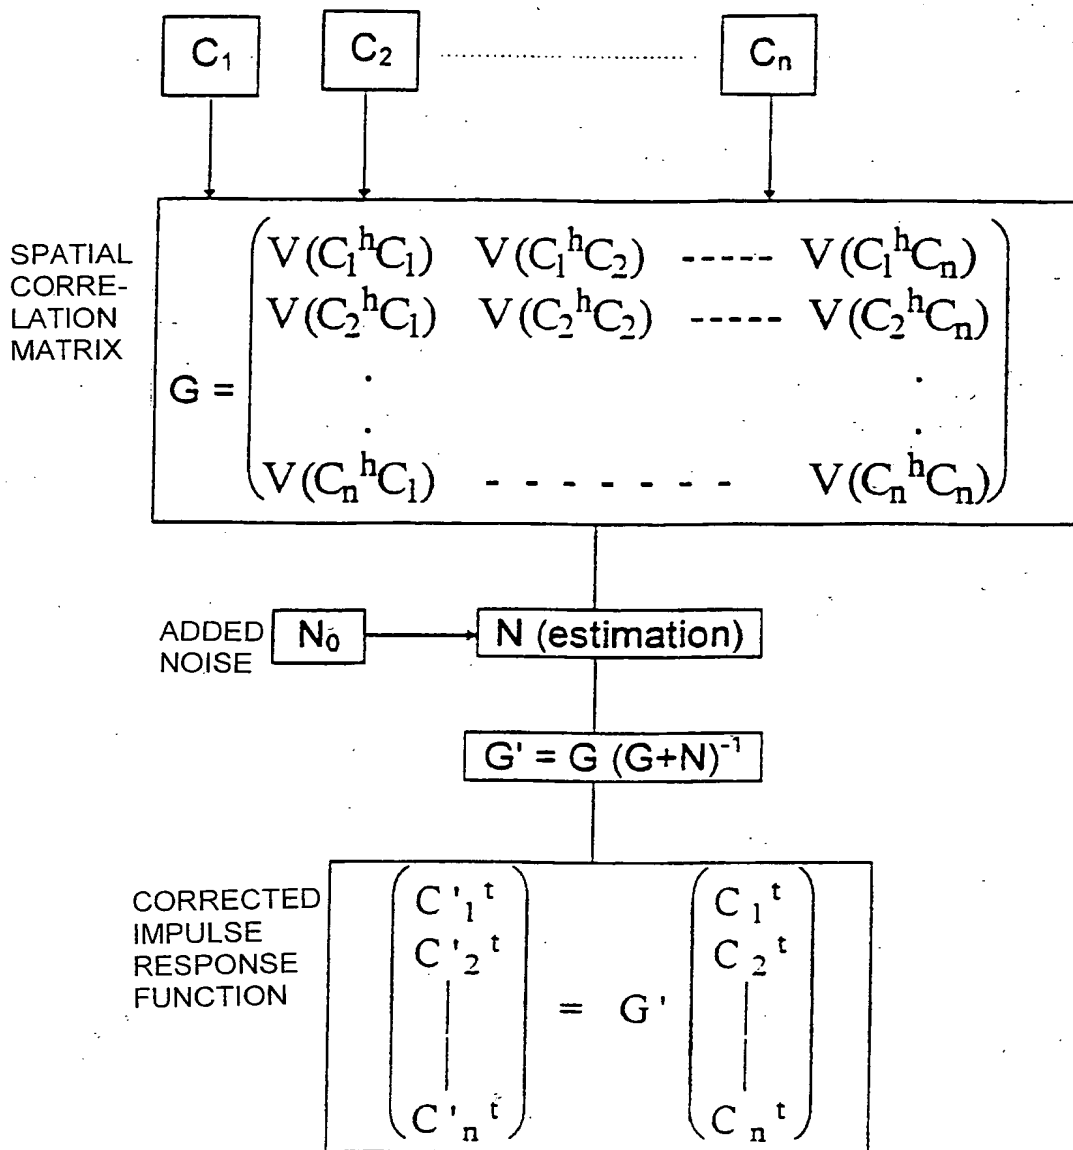 C₁ C₂ ........................ Cₙ
SPATIAL
CORRE-
LATION
MATRIX
V(C₁ʰC₁) V(C₁ʰC₂) ----- V(C₁ʰCₙ)
V(C₂ʰC₁) V(C₂ʰC₂) ----- V(C₂ʰCₙ)
G =
V(CₙʰC₁) - - - - - - - V(CₙʰCₙ)
ADDED
NOISE
N₀
N (estimation)
G' = G (G+N)⁻¹
CORRECTED
IMPULSE
RESPONSE
FUNCTION
C'₁ᵗ C₁ᵗ
C'₂ᵗ C₂ᵗ
= G'
C'ₙᵗ Cₙᵗ